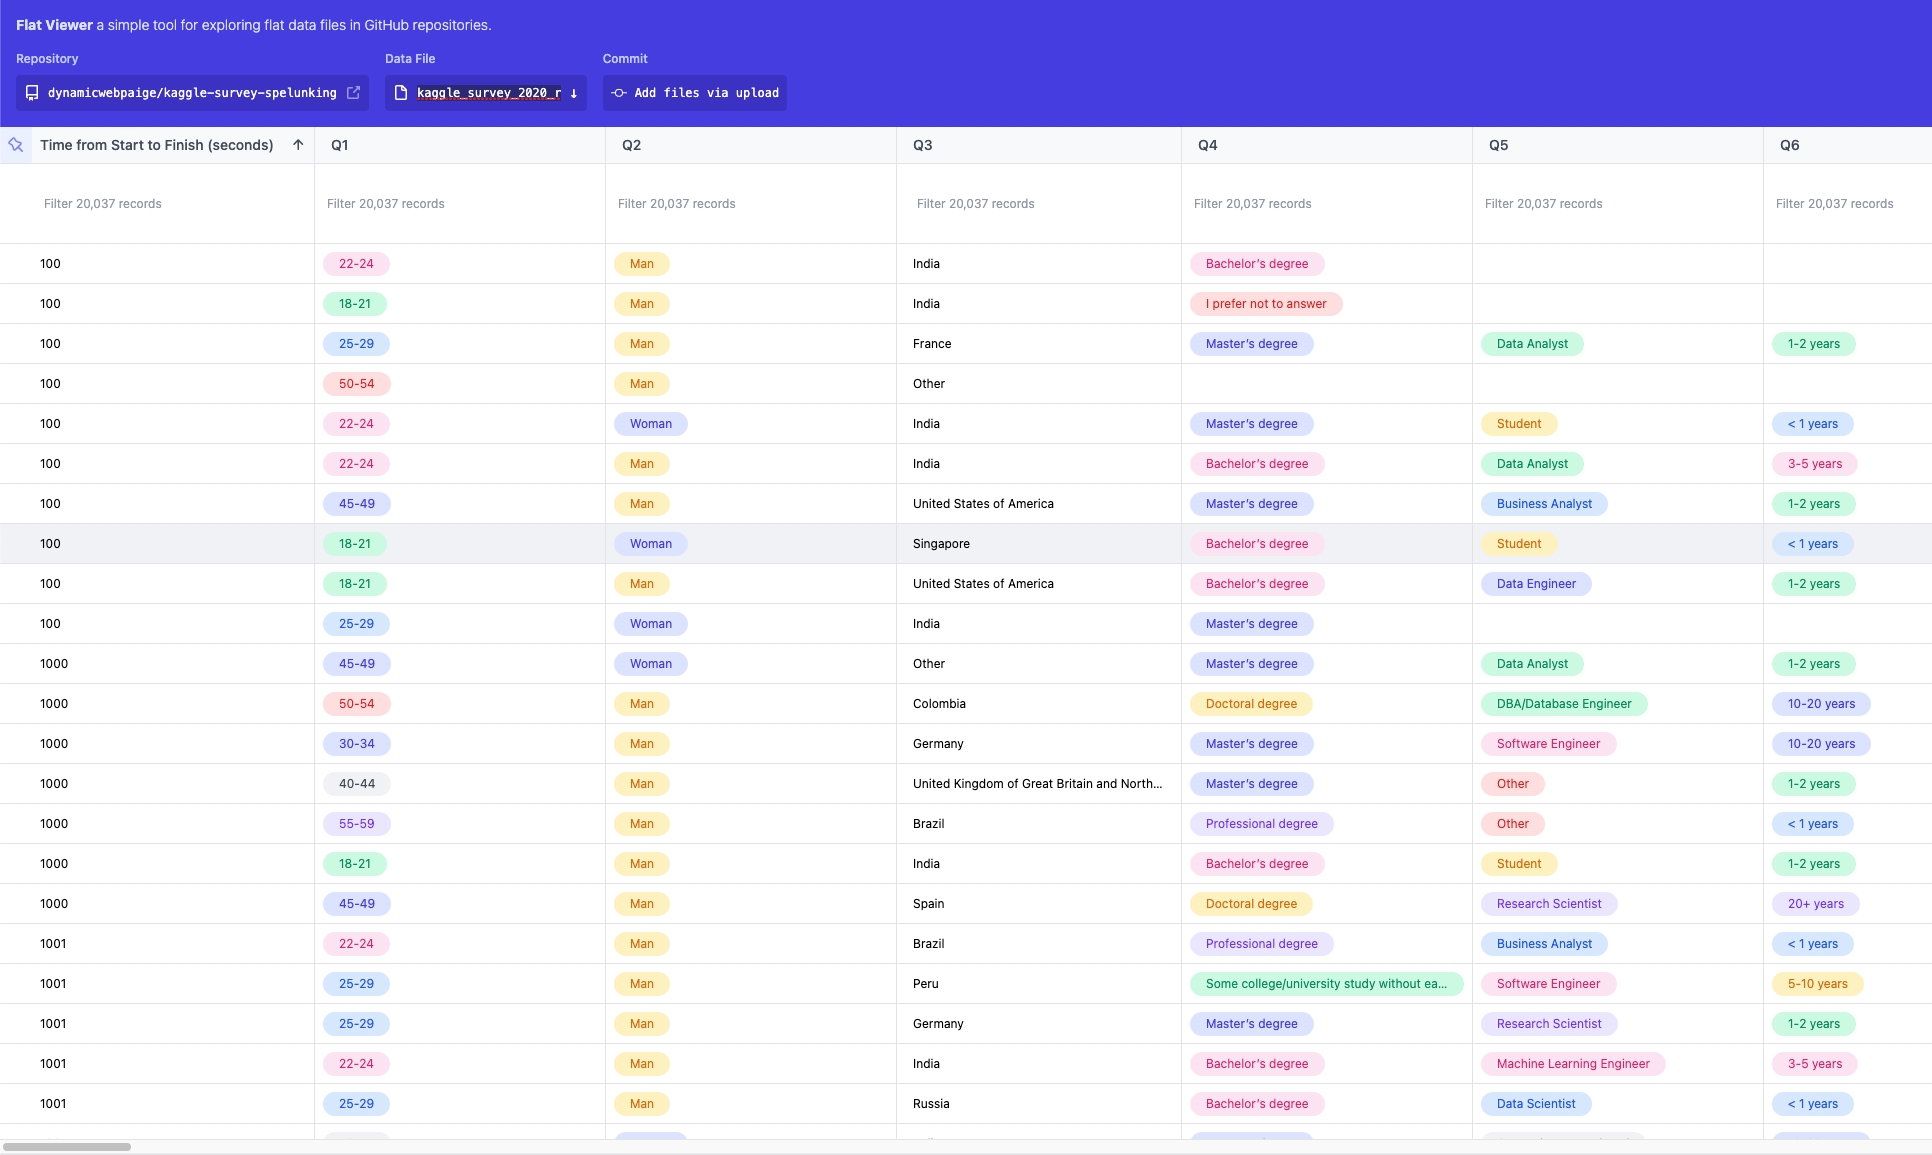 Flat Viewer a simple tool for exploring flat data files in GitHub repositories.
Repository Data File Commit
dynamicwebpaige/kaggle-survey-spelunking kaggle_survey_2020_r ↓ Add files via upload
Time from Start to Finish (seconds) ↑ Q1 Q2 Q3 Q4 Q5 Q6
Filter 20,037 records Filter 20,037 records Filter 20,037 records Filter 20,037 records Filter 20,037 records Filter 20,037 records Filter 20,037 records
100 22-24 Man India Bachelor’s degree
100 18-21 Man India I prefer not to answer
100 25-29 Man France Master’s degree Data Analyst 1-2 years
100 50-54 Man Other
100 22-24 Woman India Master’s degree Student < 1 years
100 22-24 Man India Bachelor’s degree Data Analyst 3-5 years
100 45-49 Man United States of America Master’s degree Business Analyst 1-2 years
100 18-21 Woman Singapore Bachelor’s degree Student < 1 years
100 18-21 Man United States of America Bachelor’s degree Data Engineer 1-2 years
100 25-29 Woman India Master’s degree
1000 45-49 Woman Other Master’s degree Data Analyst 1-2 years
1000 50-54 Man Colombia Doctoral degree DBA/Database Engineer 10-20 years
1000 30-34 Man Germany Master’s degree Software Engineer 10-20 years
1000 40-44 Man United Kingdom of Great Britain and North... Master’s degree Other 1-2 years
1000 55-59 Man Brazil Professional degree Other < 1 years
1000 18-21 Man India Bachelor’s degree Student 1-2 years
1000 45-49 Man Spain Doctoral degree Research Scientist 20+ years
1001 22-24 Man Brazil Professional degree Business Analyst < 1 years
1001 25-29 Man Peru Some college/university study without ea... Software Engineer 5-10 years
1001 25-29 Man Germany Master’s degree Research Scientist 1-2 years
1001 22-24 Man India Bachelor’s degree Machine Learning Engineer 3-5 years
1001 25-29 Man Russia Bachelor’s degree Data Scientist < 1 years